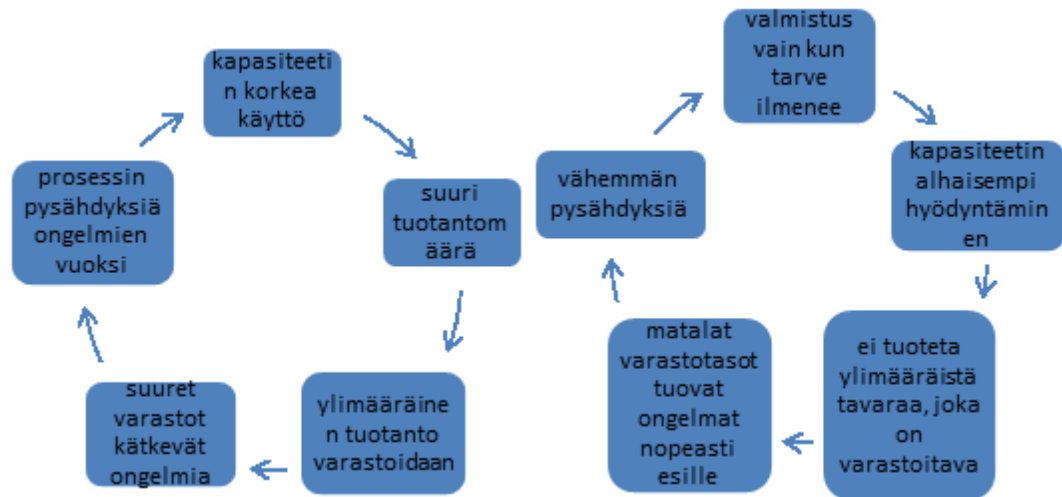 kapasiteeti
n korkea
käyttö
suuri
tuotantom
äärä
ylimääräine
n tuotanto
varastoidaan
suuret
varastot
kätkevät
ongelmia
prosessin
pysähdyksiä
ongelmien
vuoksi
valmistus
vain kun
tarve
ilmenee
kapasiteetin
alhaisempi
hyödyntämin
en
ei tuoteta
ylimääräistä
tavaraa, joka
on
varastoitava
matalat
varastotasot
tuovat
ongelmat
nopeasti
esille
vähemmän
pysähdyksiä